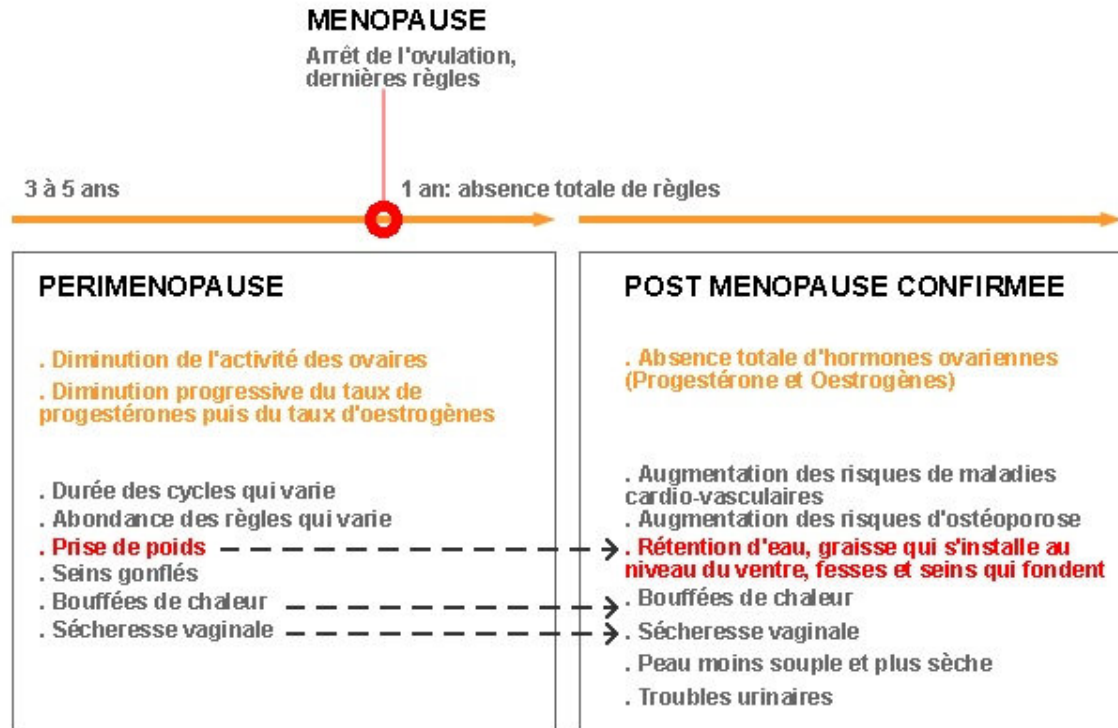 MENOPAUSE
Arrêt de l'ovulation,
dernières règles
3 à 5 ans
1 an: absence totale de règles
PERIMENOPAUSE
. Diminution de l'activité des ovaires
. Diminution progressive du taux de
progestérones puis du taux d'oestrogènes
. Durée des cycles qui varie
. Abondance des règles qui varie
. Prise de poids
. Seins gonflés
. Bouffées de chaleur
. Sécheresse vaginale
POST MENOPAUSE CONFIRMEE
. Absence totale d'hormones ovariennes
(Progestérone et Oestrogènes)
. Augmentation des risques de maladies
cardio-vasculaires
. Augmentation des risques d'ostéoporose
. Rétention d'eau, graisse qui s'installe au
niveau du ventre, fesses et seins qui fondent
. Bouffées de chaleur
. Sécheresse vaginale
. Peau moins souple et plus sèche
. Troubles urinaires